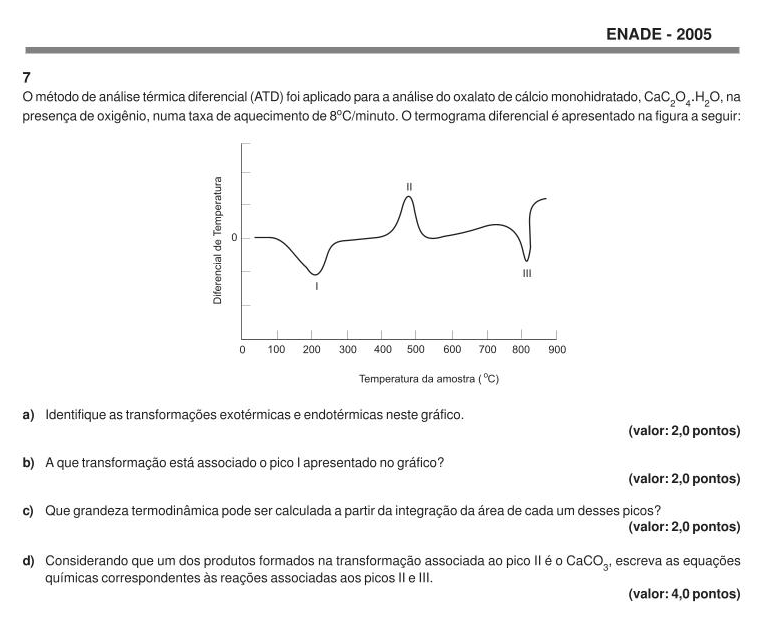 ENADE - 2005
7
O método de análise térmica diferencial (ATD) foi aplicado para a análise do oxalato de cálcio monohidratado, CaC₂O₄.H₂O, na
presença de oxigênio, numa taxa de aquecimento de 8ºC/minuto. O termograma diferencial é apresentado na figura a seguir:
Diferencial de Temperatura
0
I
II
III
0 100 200 300 400 500 600 700 800 900
Temperatura da amostra (ºC)
a) Identifique as transformações exotérmicas e endotérmicas neste gráfico.
(valor: 2,0 pontos)
b) A que transformação está associado o pico I apresentado no gráfico?
(valor: 2,0 pontos)
c) Que grandeza termodinâmica pode ser calculada a partir da integração da área de cada um desses picos?
(valor: 2,0 pontos)
d) Considerando que um dos produtos formados na transformação associada ao pico II é o CaCO₃, escreva as equações
químicas correspondentes às reações associadas aos picos II e III.
(valor: 4,0 pontos)